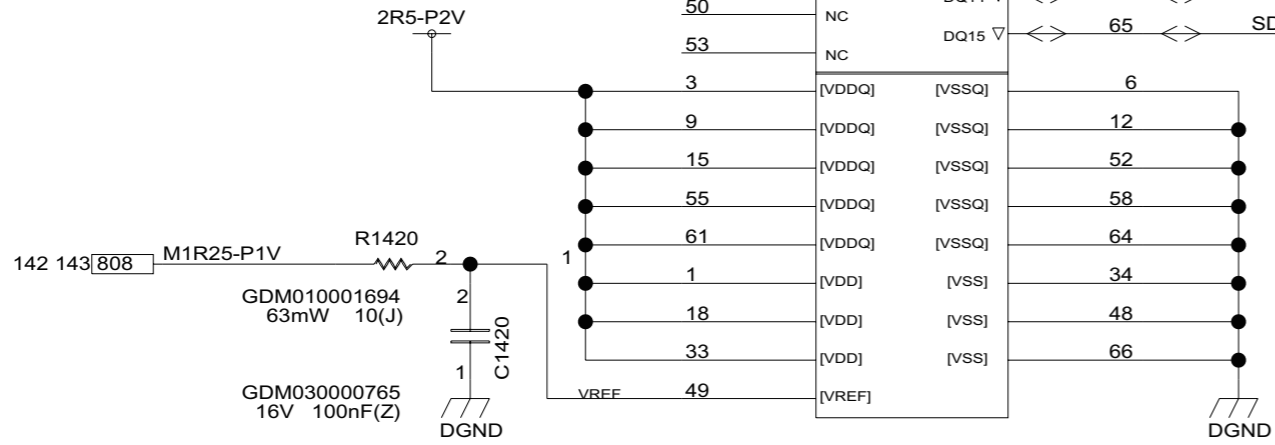 50 NC
2R5-P2V
DQ15 ▽ 65 SD
53 NC
3 [VDDQ] [VSSQ] 6
9 [VDDQ] [VSSQ] 12
15 [VDDQ] [VSSQ] 52
55 [VDDQ] [VSSQ] 58
61 [VDDQ] [VSSQ] 64
142 143 808 M1R25-P1V R1420 2 1
1 [VDD] [VSS] 34
GDM010001694 2
63mW 10(J)
18 [VDD] [VSS] 48
C1420
33 [VDD] [VSS] 66
1
GDM030000765
16V 100nF(Z)
VREF 49 [VREF]
DGND DGND